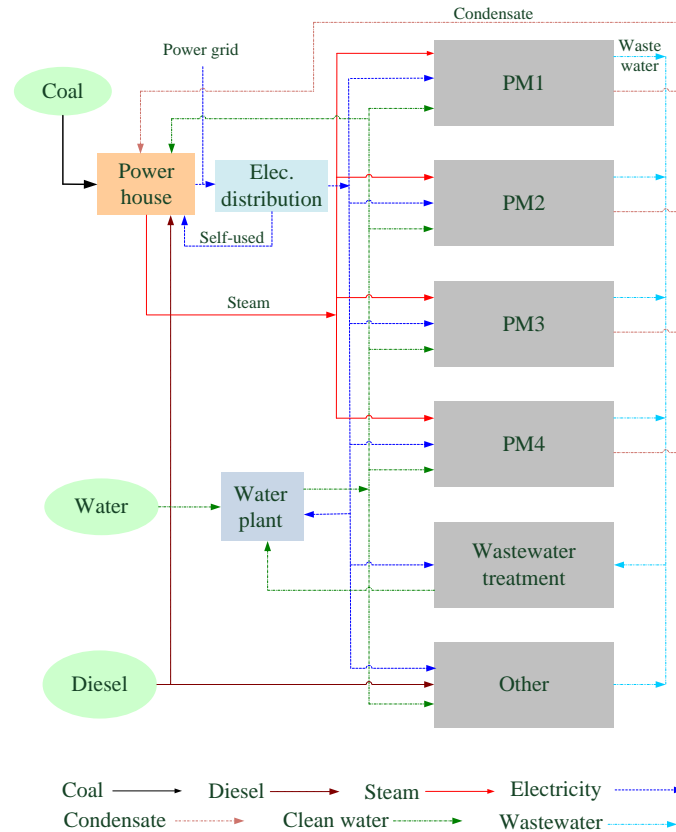 Condensate
Power grid
Waste
water
Coal
PM1
Power
house
Elec.
distribution
PM2
Self-used
Steam
PM3
PM4
Water
Water
plant
Wastewater
treatment
Diesel
Other
Coal
Diesel
Steam
Electricity
Condensate
Clean water
Wastewater